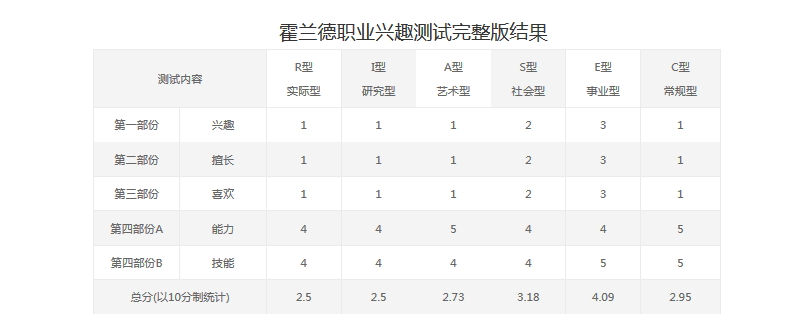 霍兰德职业兴趣测试完整版结果
测试内容 R型 I型 A型 S型 E型 C型
实际型 研究型 艺术型 社会型 事业型 常规型
第一部份 兴趣 1 1 1 2 3 1
第二部份 擅长 1 1 1 2 3 1
第三部份 喜欢 1 1 1 2 3 1
第四部份A 能力 4 4 5 4 4 5
第四部份B 技能 4 4 4 4 5 5
总分(以10分制统计) 2.5 2.5 2.73 3.18 4.09 2.95